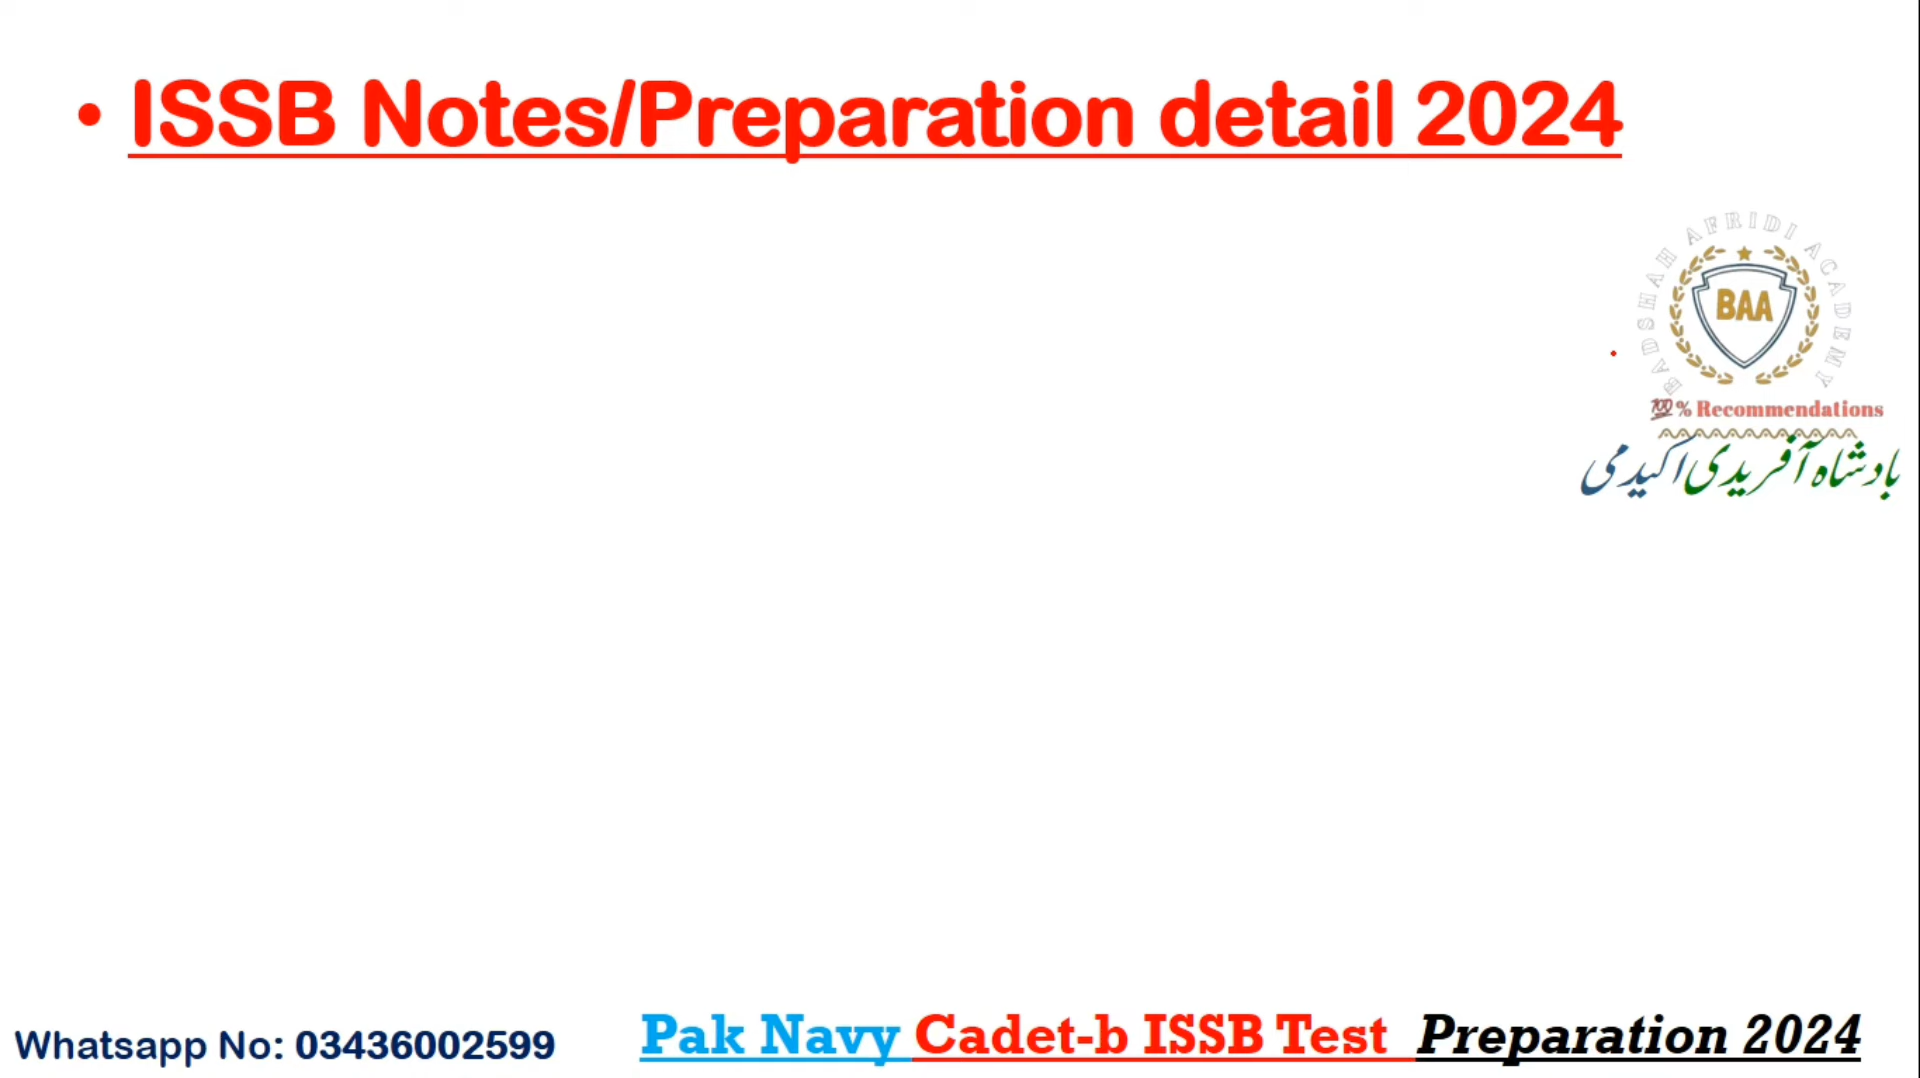 • ISSB Notes/Preparation detail 2024
BADSHAH AFRIDI ACADEMY
BAA
💯% Recommendations
بادشاہ آفریدی اکیڈمی
Whatsapp No: 03436002599
Pak Navy Cadet-b ISSB Test Preparation 2024